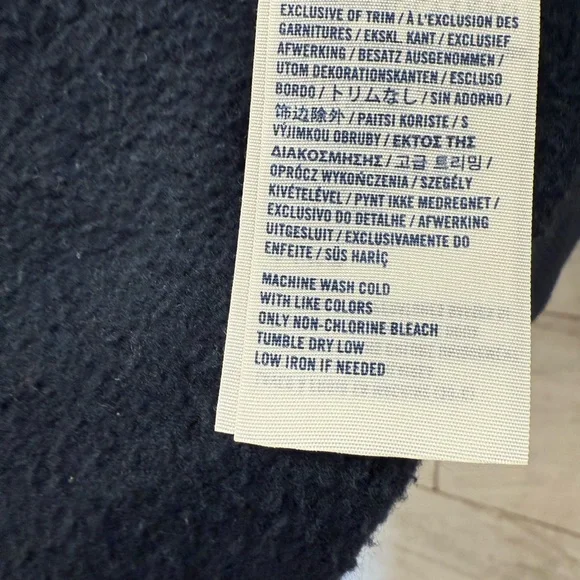 EXCLUSIVE OF TRIM / À L'EXCLUSION DES
GARNITURES / EKSKL. KANT / EXCLUSIEF
AFWERKING / BESATZ AUSGENOMMEN /
UTOM DEKORATIONSKANTEN / ESCLUSO
BORDO / トリムなし / SIN ADORNO /
饰边除外 / PAITSI KORISTE / S
VÝJIMKOU OBRUBY / ΕΚΤΟΣ ΤΗΣ
ΔΙΑΚΟΣΜΗΣΗΣ / 고급 트리밍 /
OPRÓCZ WYKOŃCZENIA / SZEGÉLY
KIVÉTELÉVEL / PYNT IKKE MEDREGNET /
EXCLUSIVO DO DETALHE / AFWERKING
UITGESLUIT / EXCLUSIVAMENTE DO
ENFEITE / SÜS HARİÇ
MACHINE WASH COLD
WITH LIKE COLORS
ONLY NON-CHLORINE BLEACH
TUMBLE DRY LOW
LOW IRON IF NEEDED